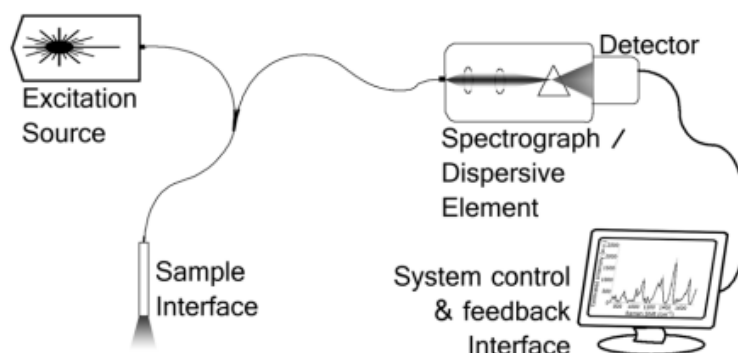 Excitation
Source
Detector
Spectrograph /
Dispersive
Element
Sample
Interface
System control
& feedback
Interface